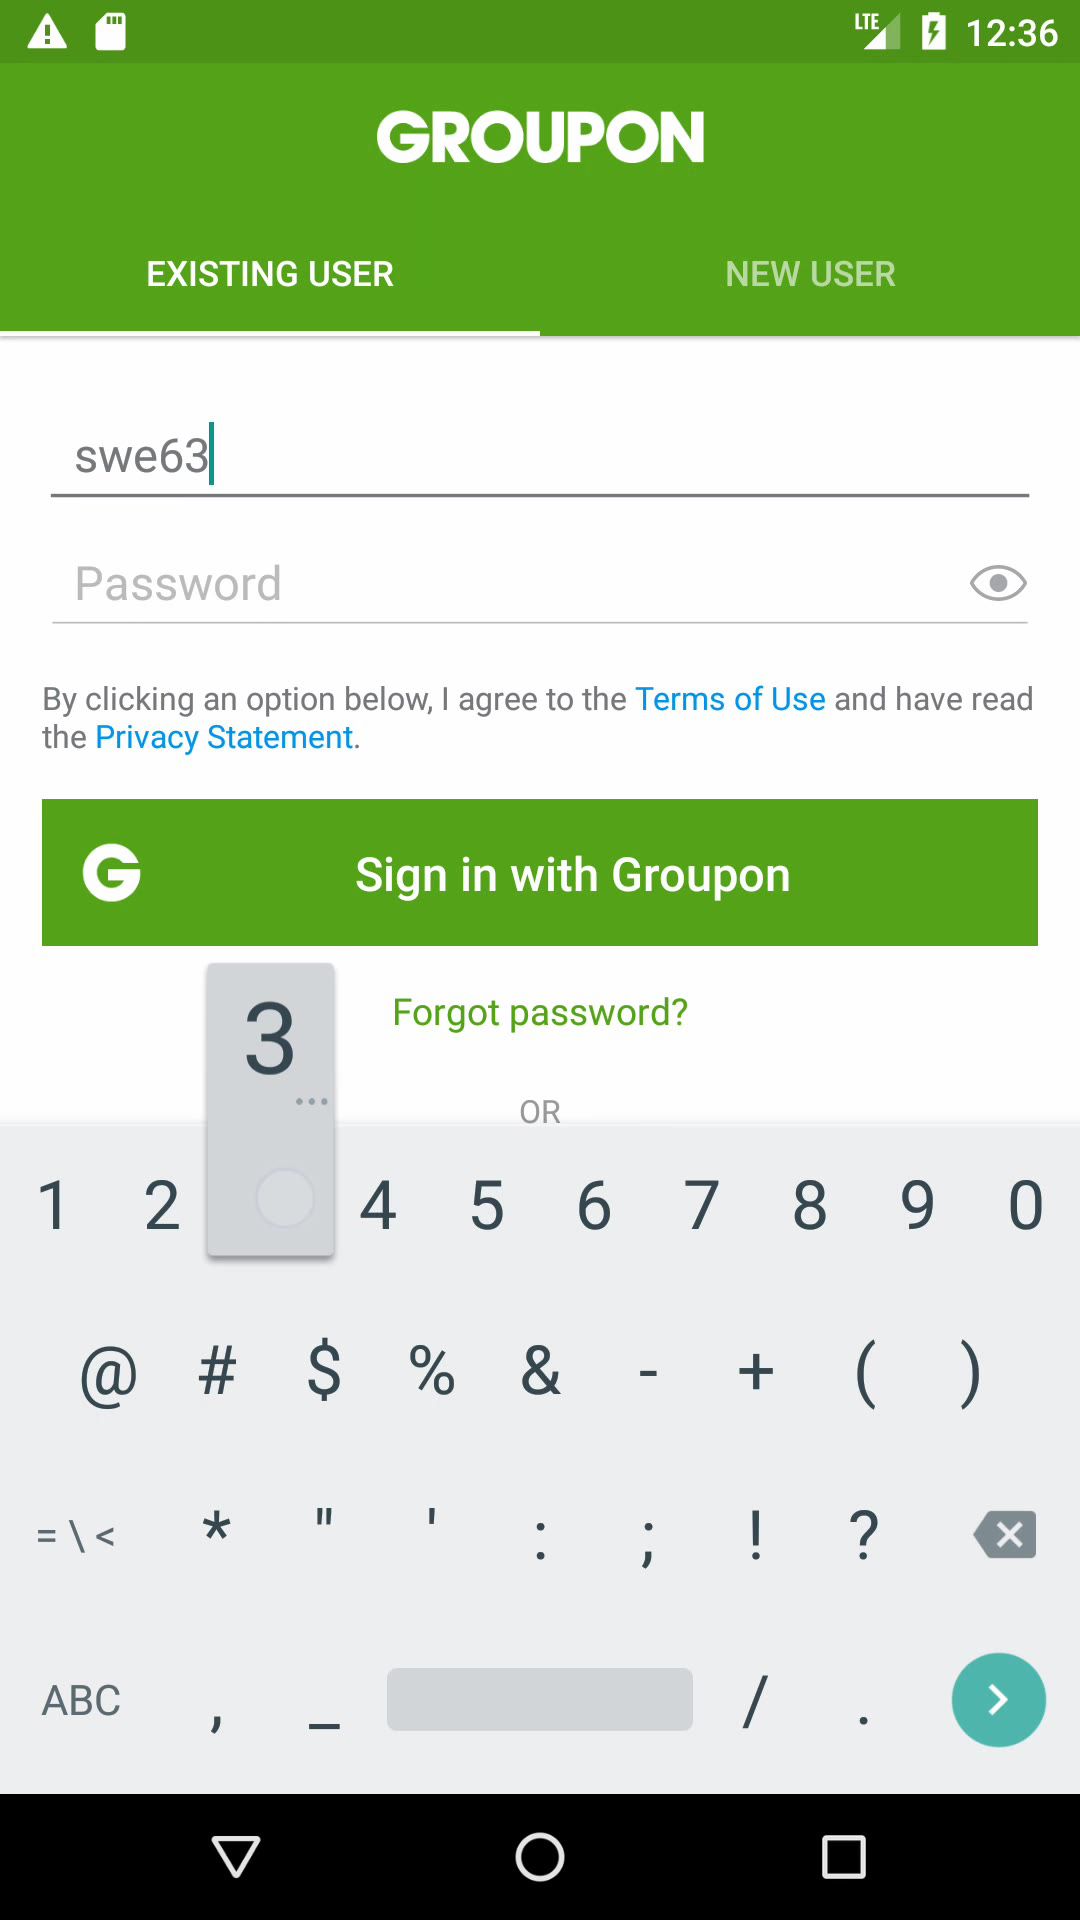 LTE 12:36
GROUPON
EXISTING USER NEW USER
swe63
Password
By clicking an option below, I agree to the Terms of Use and have read
the Privacy Statement.
G Sign in with Groupon
3
Forgot password?
OR
1 2 4 5 6 7 8 9 0
@ # $ % & - + ( )
= \ < * " ' : ; ! ?
ABC , _ / .